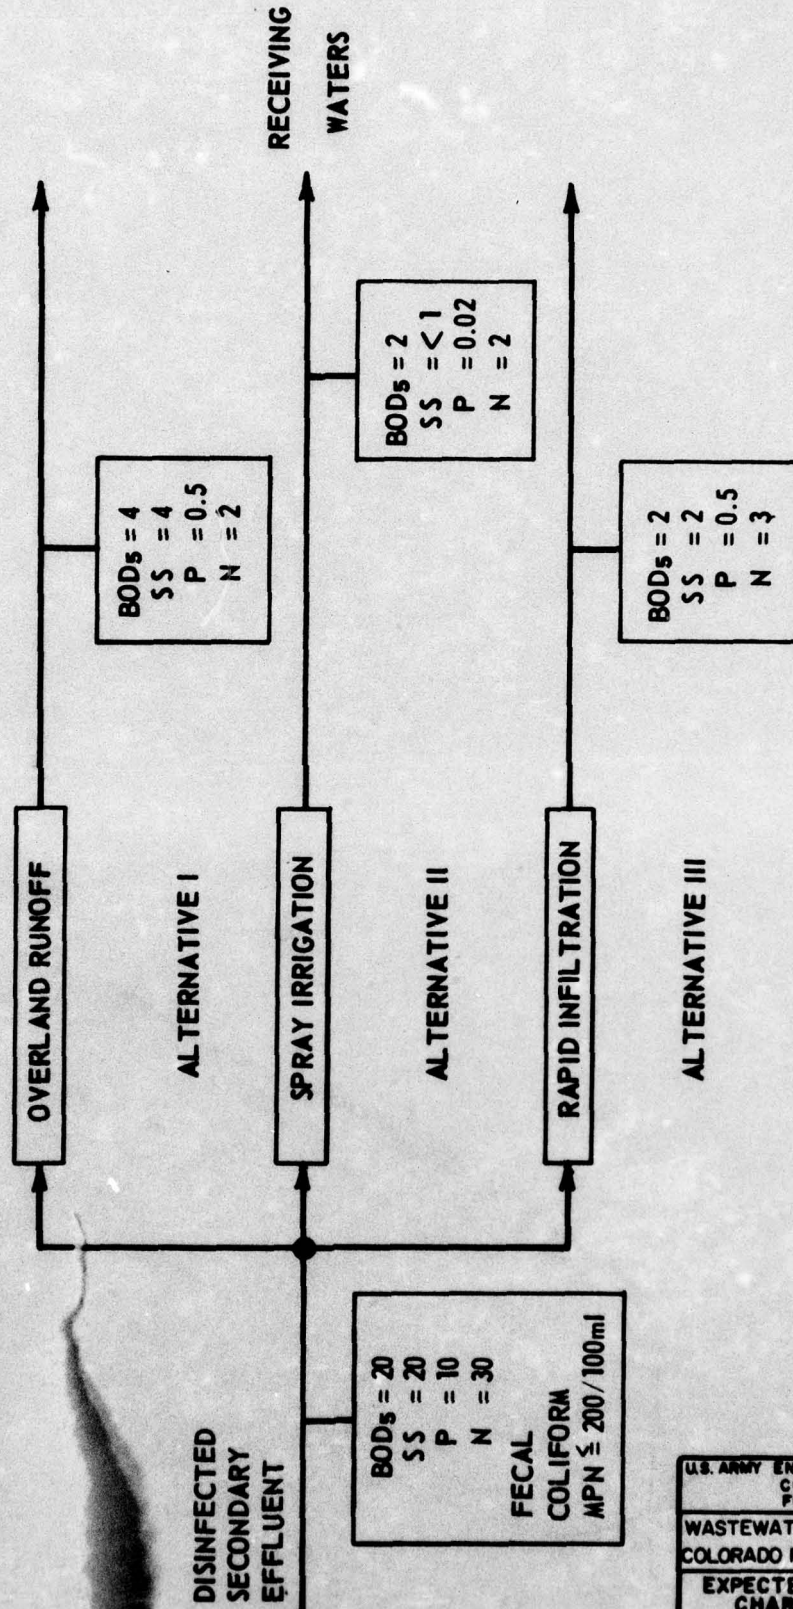 DISINFECTED
SECONDARY
EFFLUENT
BOD5 = 20
SS = 20
P = 10
N = 30
FECAL
COLIFORM
MPN ≤ 200/100ml
OVERLAND RUNOFF
ALTERNATIVE I
BOD5 = 4
SS = 4
P = 0.5
N = 2
SPRAY IRRIGATION
ALTERNATIVE II
BOD5 = 2
SS = < 1
P = 0.02
N = 2
RECEIVING
WATERS
RAPID INFILTRATION
ALTERNATIVE III
BOD5 = 2
SS = 2
P = 0.5
N = 3
U.S. ARMY
WASTEWAT
COLORADO
EXPECTE
CHAR